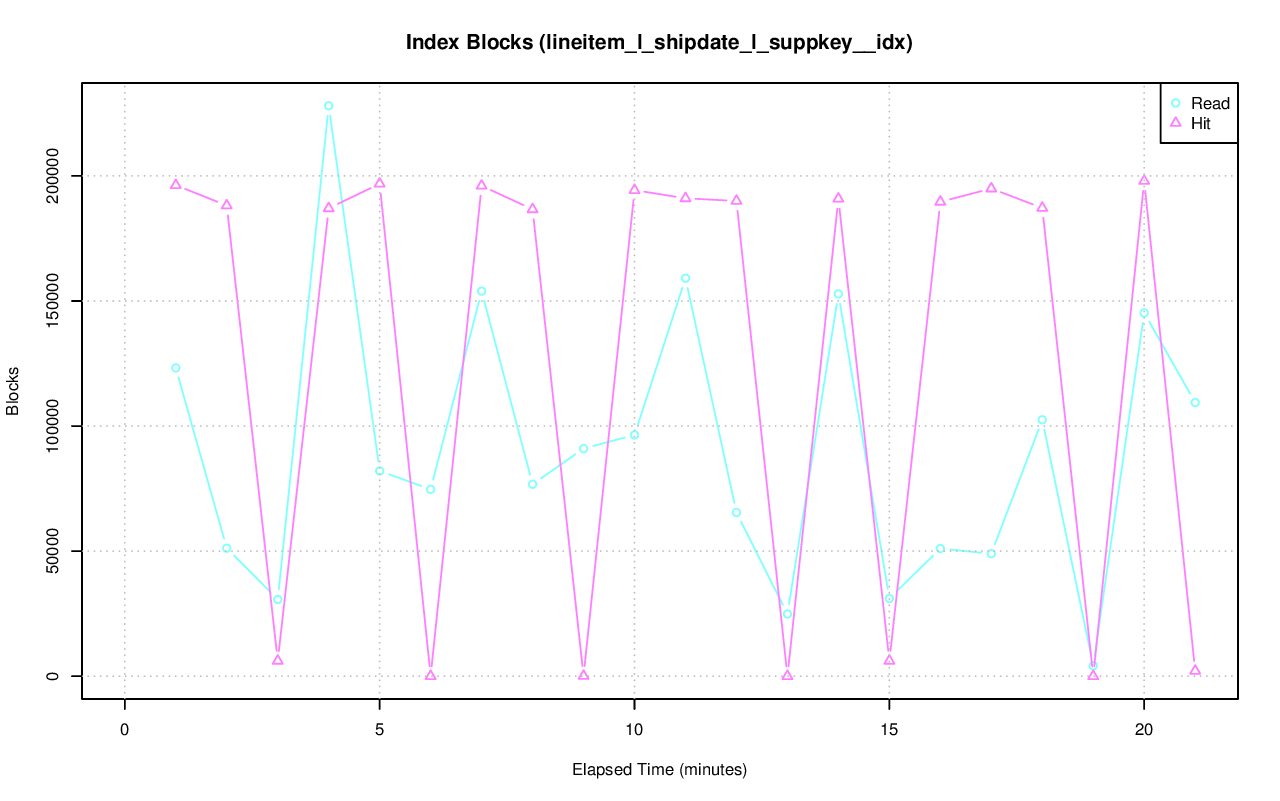 Index Blocks (lineitem_l_shipdate_l_suppkey__idx)
Read
Hit
Blocks
200000
150000
100000
50000
0
0 5 10 15 20
Elapsed Time (minutes)